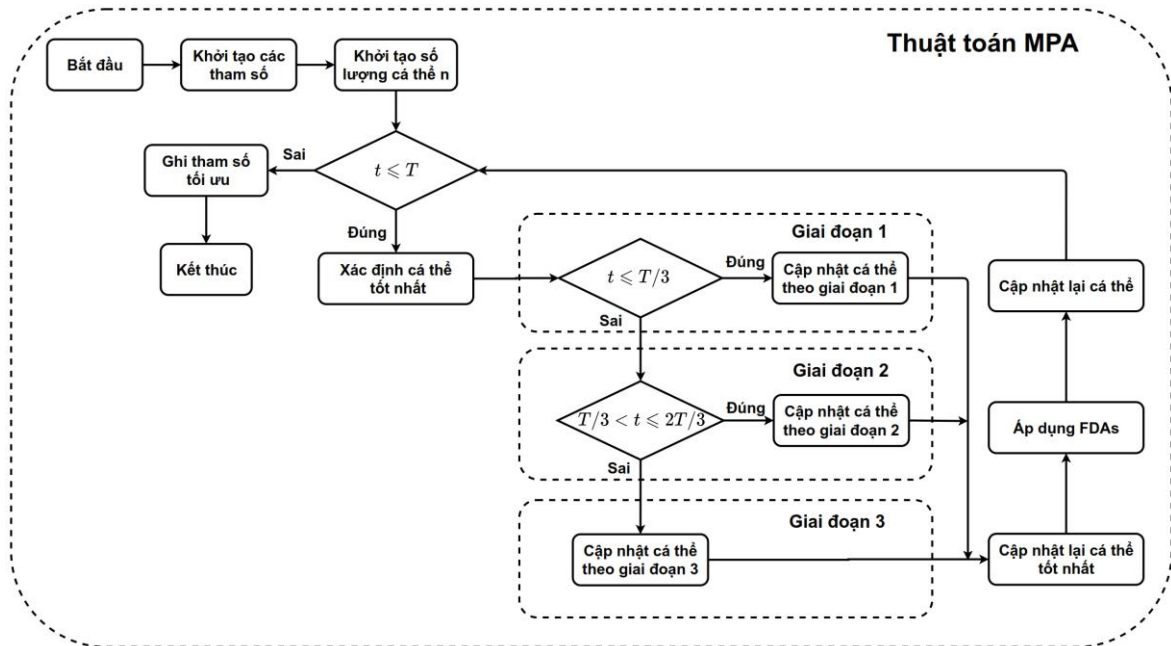 Thuật toán MPA
Bắt đầu
Khởi tạo các
tham số
Khởi tạo số
lượng cá thể n
t ⩽ T
Sai
Ghi tham số
tối ưu
Kết thúc
Đúng
Xác định cá thể
tốt nhất
Giai đoạn 1
t ⩽ T/3
Đúng
Cập nhật cá thể
theo giai đoạn 1
Sai
Giai đoạn 2
T/3 < t ⩽ 2T/3
Đúng
Cập nhật cá thể
theo giai đoạn 2
Sai
Giai đoạn 3
Cập nhật cá thể
theo giai đoạn 3
Cập nhật lại cá thể
tốt nhất
Áp dụng FDAs
Cập nhật lại cá thể